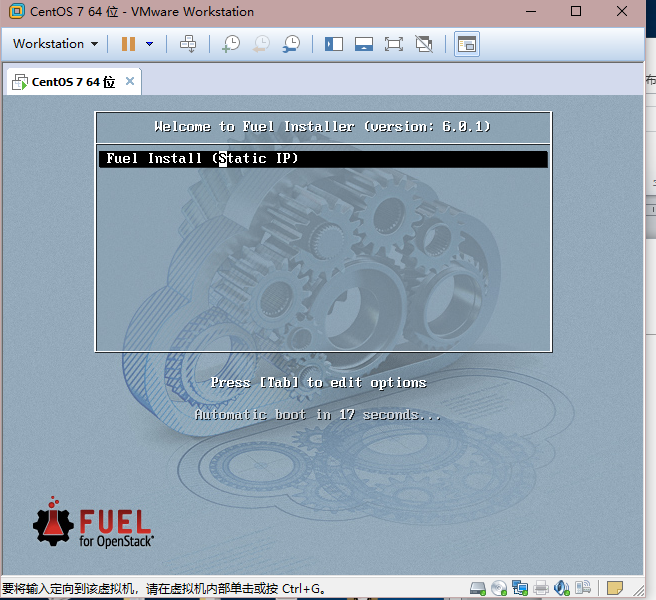 CentOS 7 64 位 - VMware Workstation
Workstation
CentOS 7 64 位
Welcome to Fuel Installer (version: 6.0.1)
Fuel Install (Static IP)
Press [Tab] to edit options
Automatic boot in 17 seconds...
FUEL
for OpenStack
要将输入定向到该虚拟机，请在虚拟机内部单击或按 Ctrl+G。
布